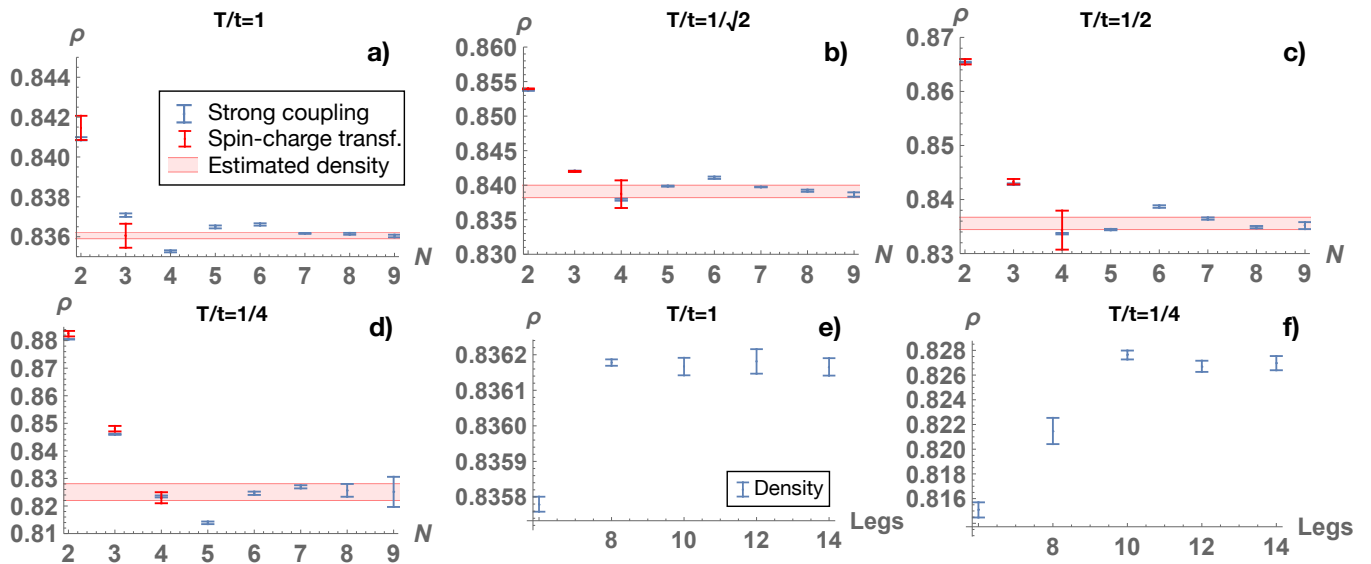 T/t=1
ρ
a)
0.844
0.842
0.840
0.838
0.836
Strong coupling
Spin-charge transf.
Estimated density
N
2 3 4 5 6 7 8 9
T/t=1/√2
ρ
b)
0.860
0.855
0.850
0.845
0.840
0.835
0.830
N
2 3 4 5 6 7 8 9
T/t=1/2
ρ
c)
0.87
0.86
0.85
0.84
0.83
N
2 3 4 5 6 7 8 9
T/t=1/4
ρ
d)
0.88
0.87
0.86
0.85
0.84
0.83
0.82
0.81
N
2 3 4 5 6 7 8 9
T/t=1
ρ
e)
0.8362
0.8361
0.8360
0.8359
0.8358
Density
Legs
8 10 12 14
T/t=1/4
ρ
f)
0.828
0.826
0.824
0.822
0.820
0.818
0.816
Legs
8 10 12 14